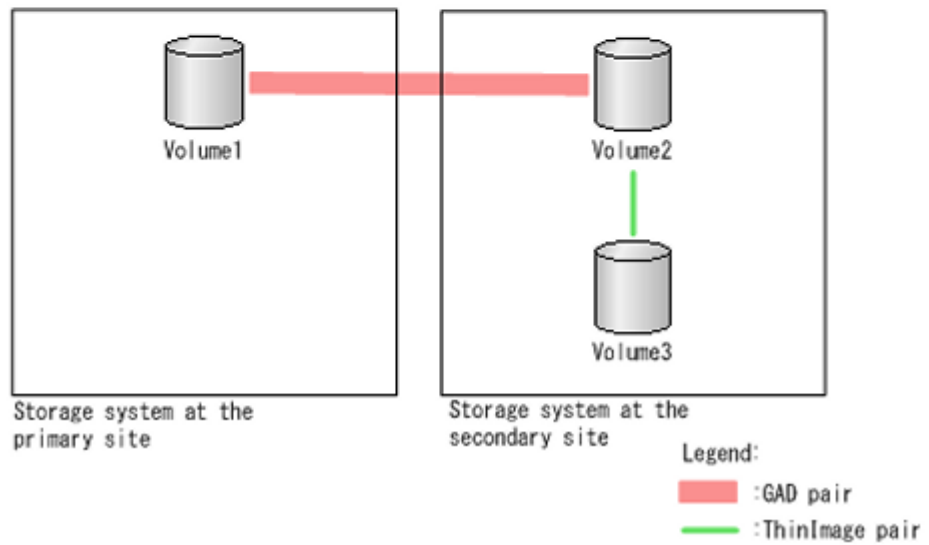 Volume1
Volume2
Volume3
Storage system at the
primary site
Storage system at the
secondary site
Legend:
:GAD pair
:ThinImage pair